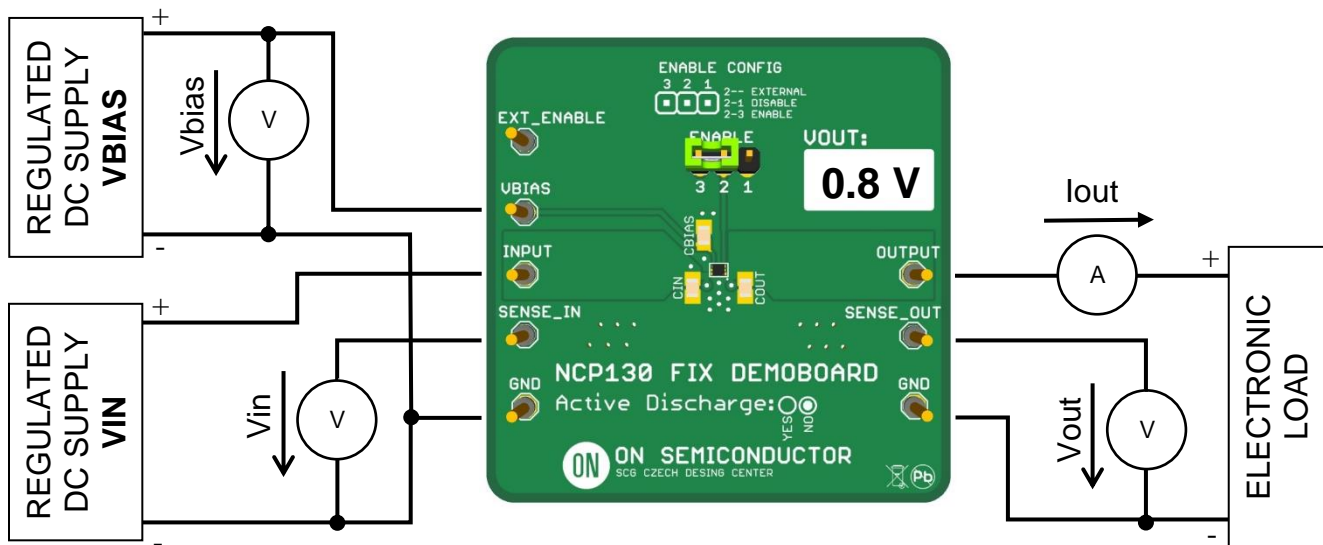 REGULATED
DC SUPPLY
VBIAS
+
-
Vbias
V
REGULATED
DC SUPPLY
VIN
+
-
Vin
V
ENABLE CONFIG
3 2 1
2-- EXTERNAL
2-1 DISABLE
2-3 ENABLE
EXT_ENABLE
ENABLE
3 2 1
VOUT:
0.8 V
VBIAS
CBIAS
INPUT
OUTPUT
CIN
COUT
SENSE_IN
SENSE_OUT
NCP130 FIX DEMOBOARD
GND
GND
Active Discharge:
YES
NO
ON
ON SEMICONDUCTOR
SCG CZECH DESING CENTER
Pb
Iout
A
+
-
Vout
V
ELECTRONIC
LOAD